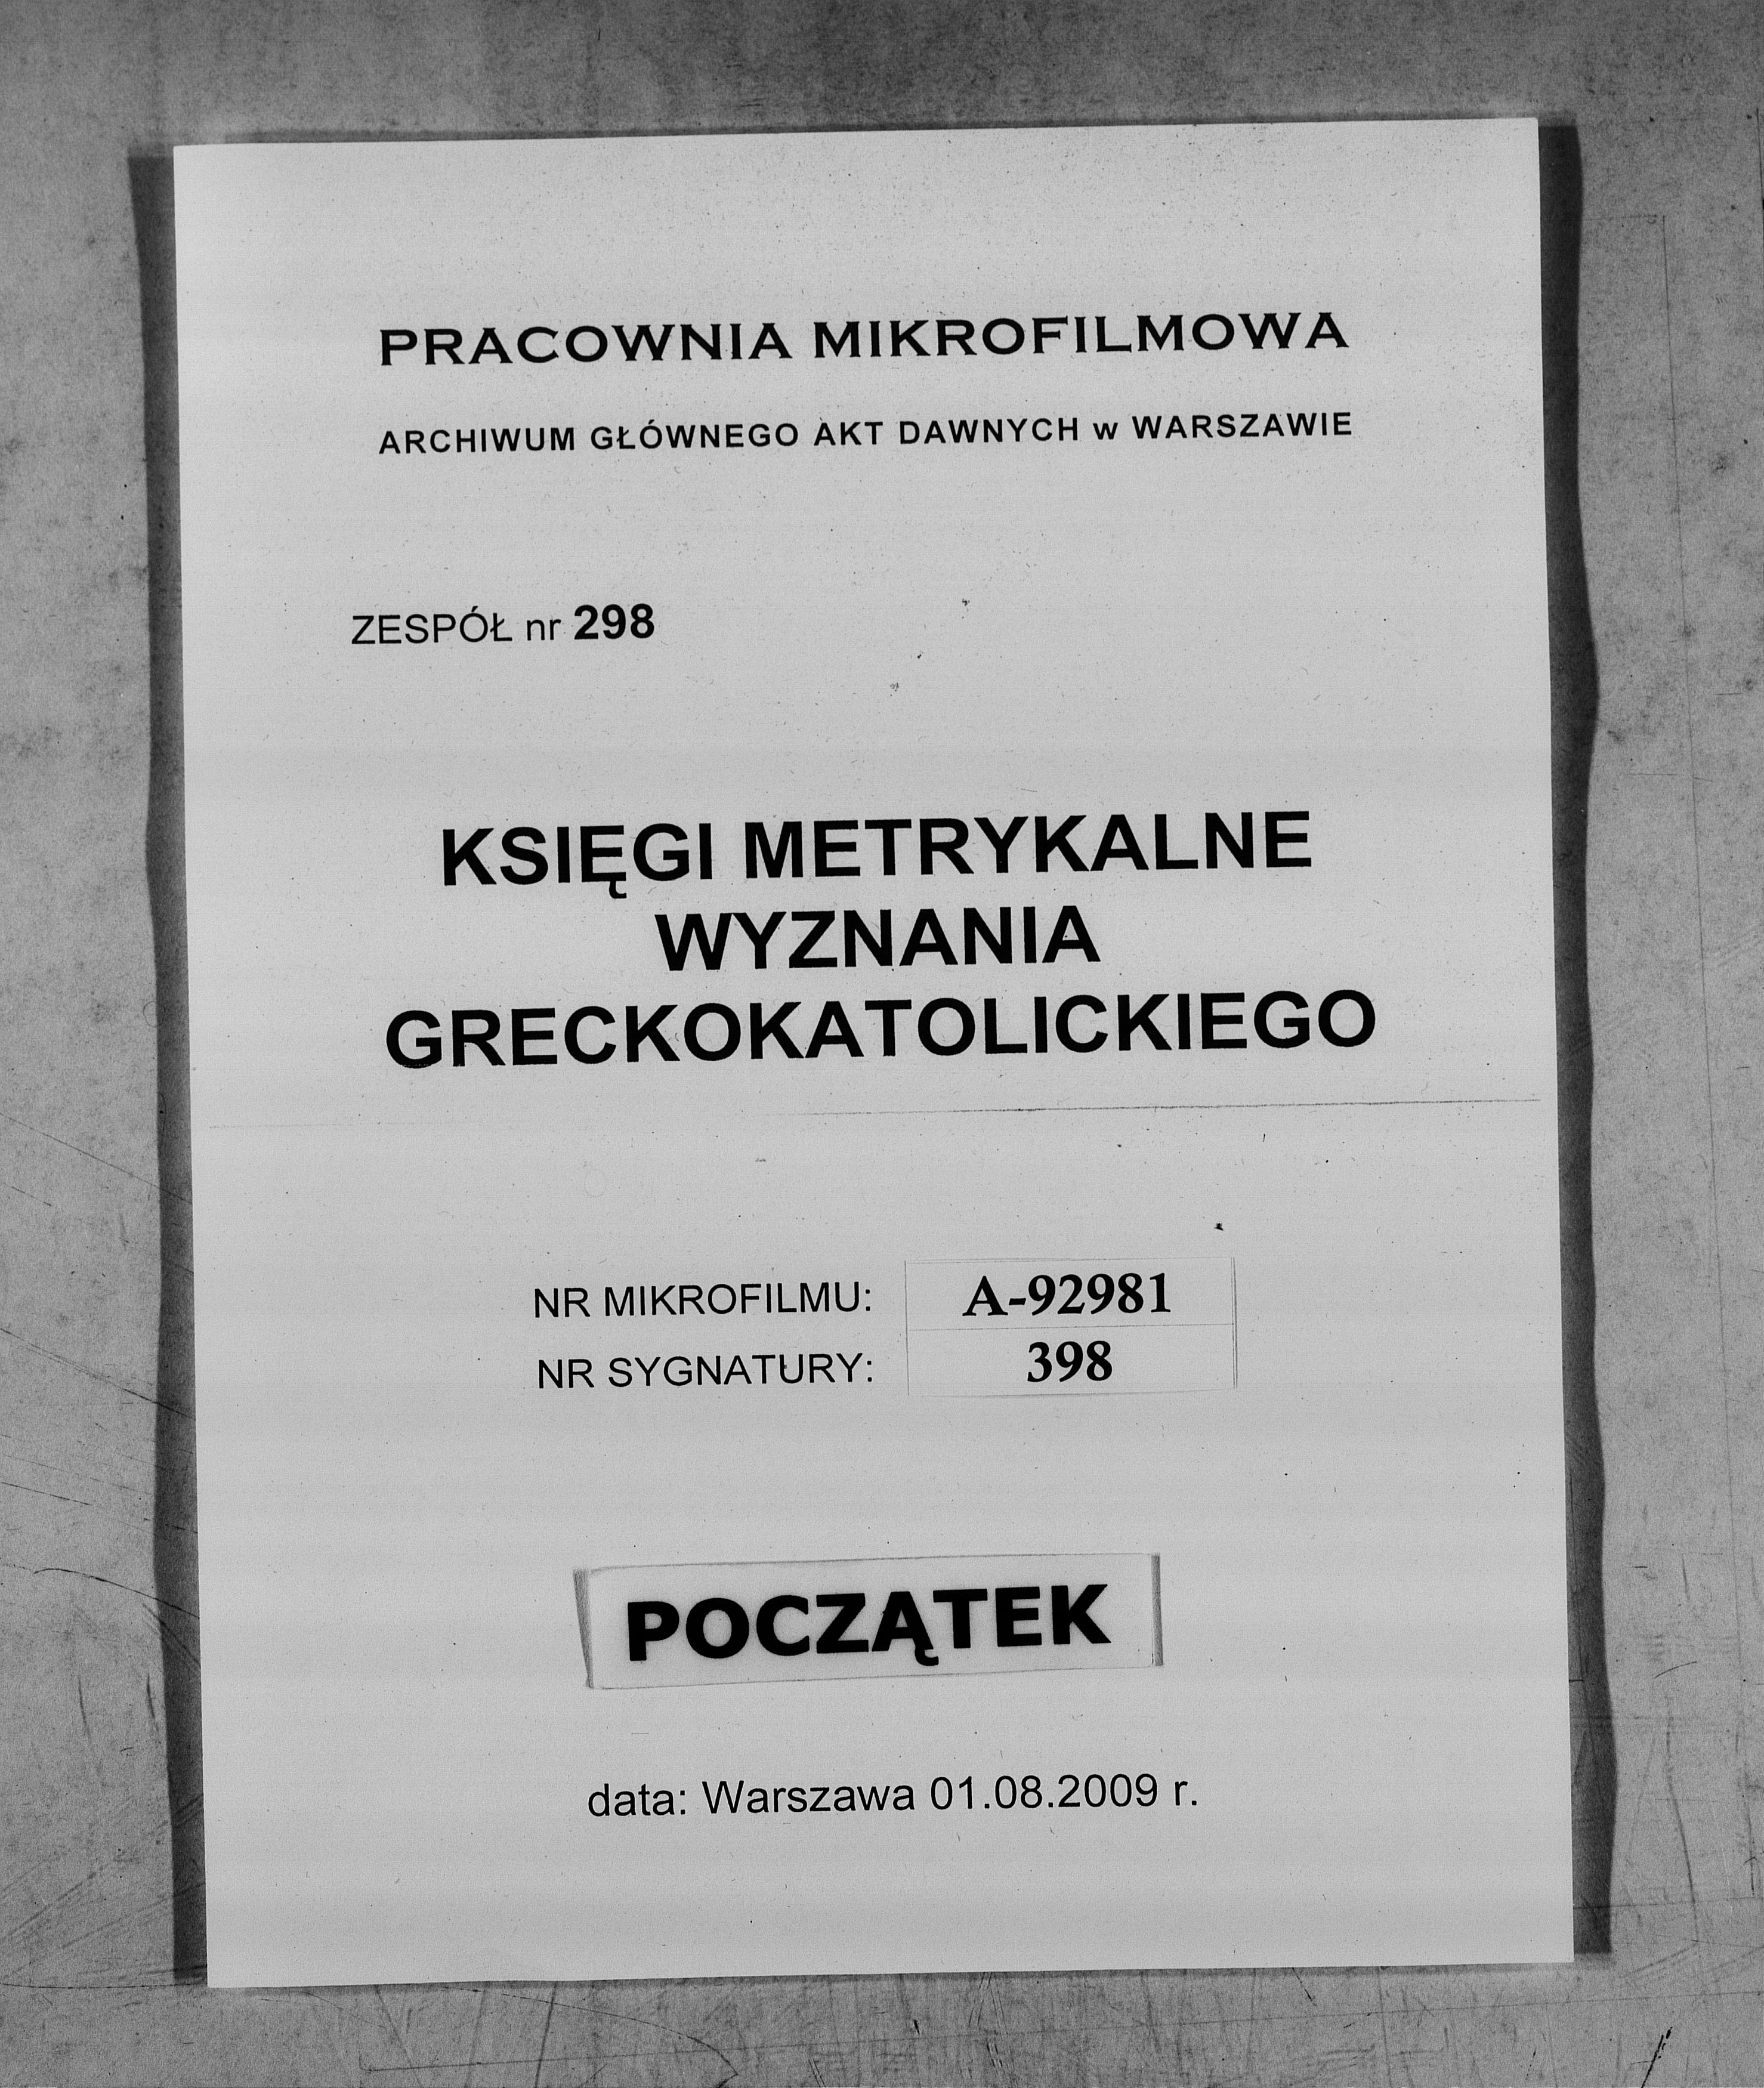 PRACOWNIA MIKROFILMOWA
ARCHIWUM GŁÓWNEGO AKT DAWNYCH w WARSZAWIE
ZESPÓŁ nr 298
KSIĘGI METRYKALNE
WYZNANIA
GRECKOKATOLICKIEGO
NR MIKROFILMU: A-92981
NR SYGNATURY: 398
POCZĄTEK
data: Warszawa 01.08.2009 r.